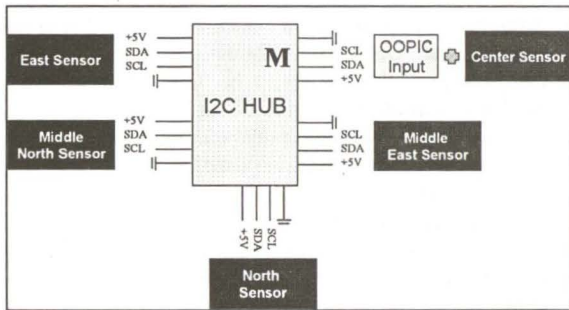 +5V
SDA
SCL
East Sensor
M
SCL
SDA
+5V
OOPIC
Input
Center Sensor
I2C HUB
+5V
SDA
SCL
Middle
North Sensor
SCL
SDA
+5V
Middle
East Sensor
+5V
SDA
SCL
North
Sensor